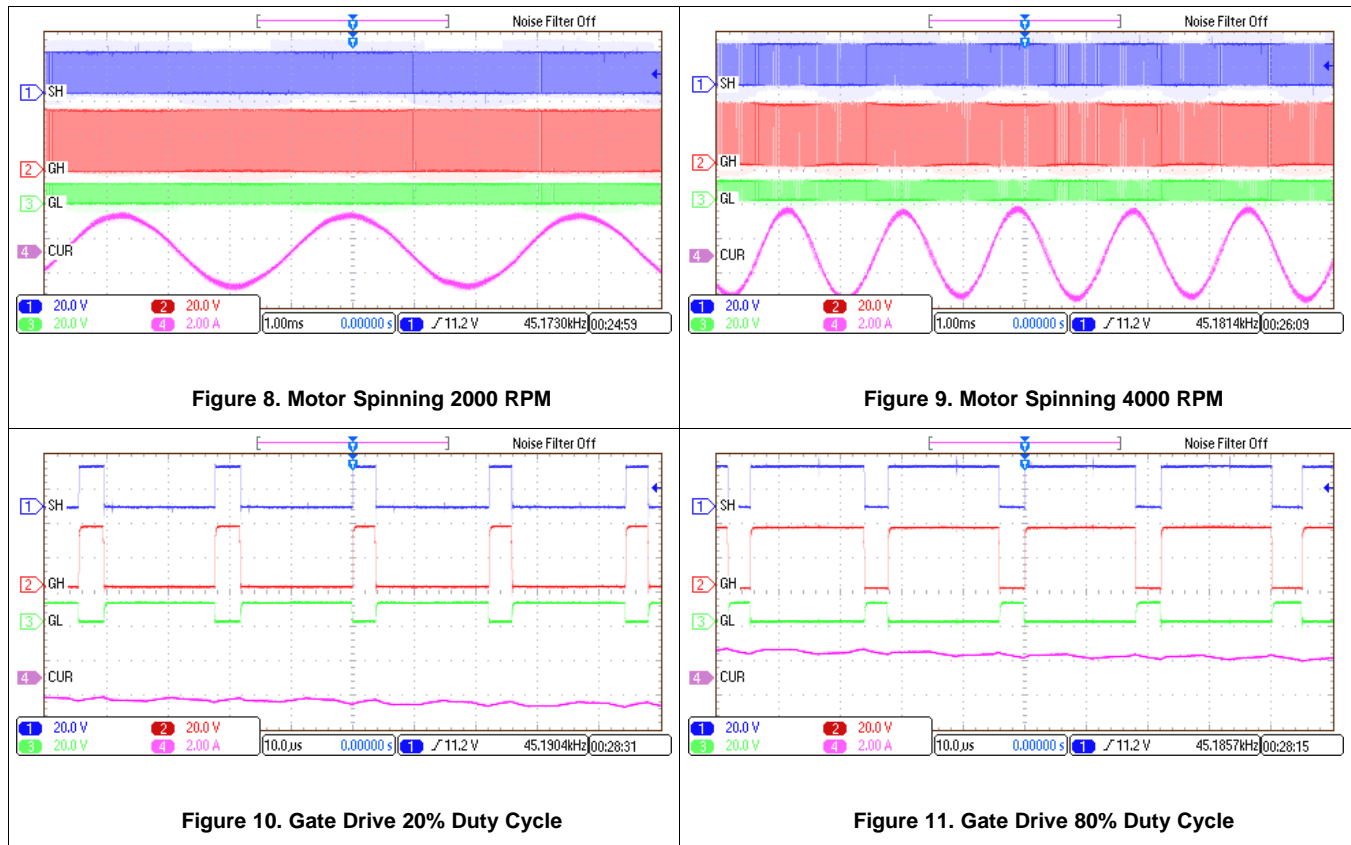 Noise Filter Off
T
T
1 SH
2 GH
3 GL
4 CUR
1 20.0 V 2 20.0 V
3 20.0 V 4 2.00 A
1.00ms 0.00000 s 1 11.2 V 45.1730kHz 00:24:59
Figure 8. Motor Spinning 2000 RPM
Noise Filter Off
T
T
1 SH
2 GH
3 GL
4 CUR
1 20.0 V 2 20.0 V
3 20.0 V 4 2.00 A
1.00ms 0.00000 s 1 11.2 V 45.1814kHz 00:26:09
Figure 9. Motor Spinning 4000 RPM
Noise Filter Off
T
T
1 SH
2 GH
3 GL
4 CUR
1 20.0 V 2 20.0 V
3 20.0 V 4 2.00 A
10.0µs 0.00000 s 1 11.2 V 45.1904kHz 00:28:31
Figure 10. Gate Drive 20% Duty Cycle
Noise Filter Off
T
T
1 SH
2 GH
3 GL
4 CUR
1 20.0 V 2 20.0 V
3 20.0 V 4 2.00 A
10.0µs 0.00000 s 1 11.2 V 45.1857kHz 00:28:15
Figure 11. Gate Drive 80% Duty Cycle